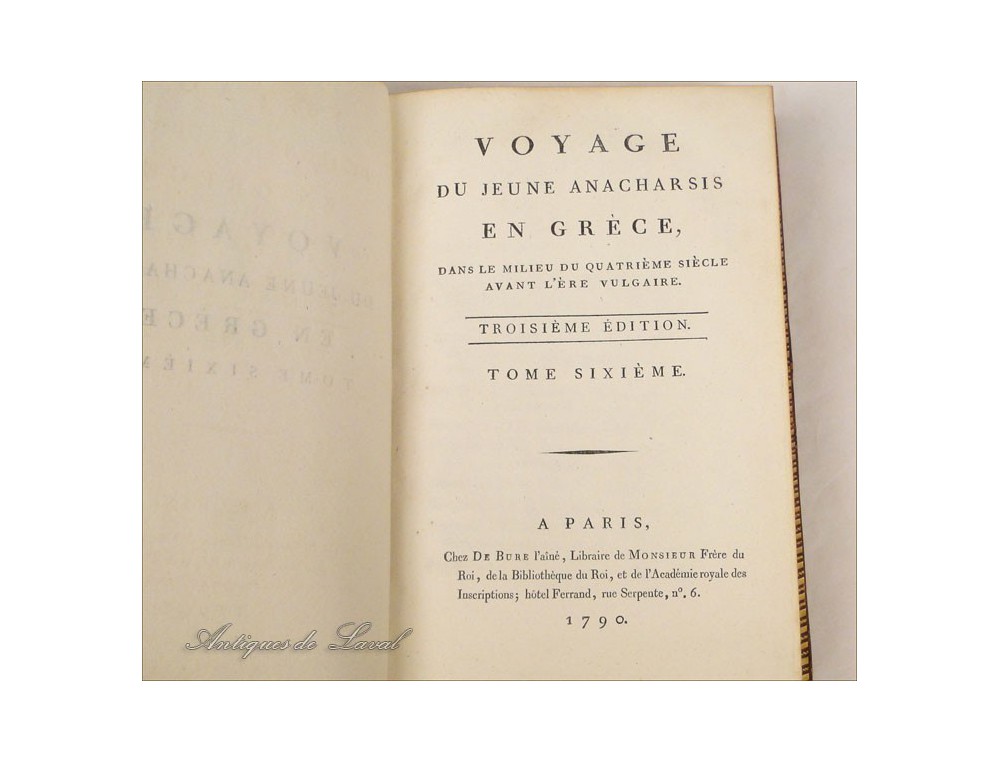 VOYAGE
DU JEUNE ANACHARSIS
EN GRÈCE,
DANS LE MILIEU DU QUATRIÈME SIÈCLE
AVANT L'ÈRE VULGAIRE.
TROISIÈME ÉDITION.
TOME SIXIÈME.
A PARIS,
Chez DE BURE l'aîné, Libraire de MONSIEUR Frère du
Roi, de la Bibliothèque du Roi, et de l'Académie royale des
Inscriptions; hôtel Ferrand, rue Serpente, n°. 6.
1790.
Antiques de Laval